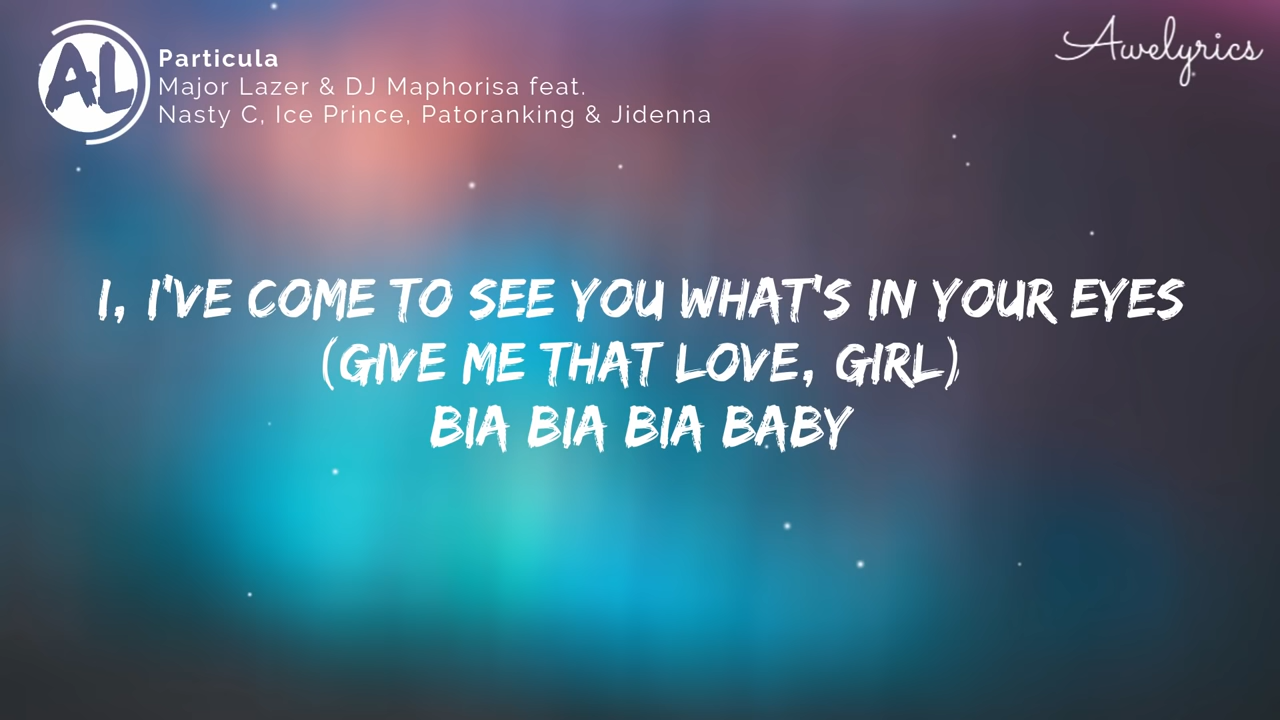 AL
Particula
Major Lazer & DJ Maphorisa feat.
Nasty C, Ice Prince, Patoranking & Jidenna
Awelyrics
I, I'VE COME TO SEE YOU WHAT'S IN YOUR EYES
(GIVE ME THAT LOVE, GIRL)
BIA BIA BIA BABY